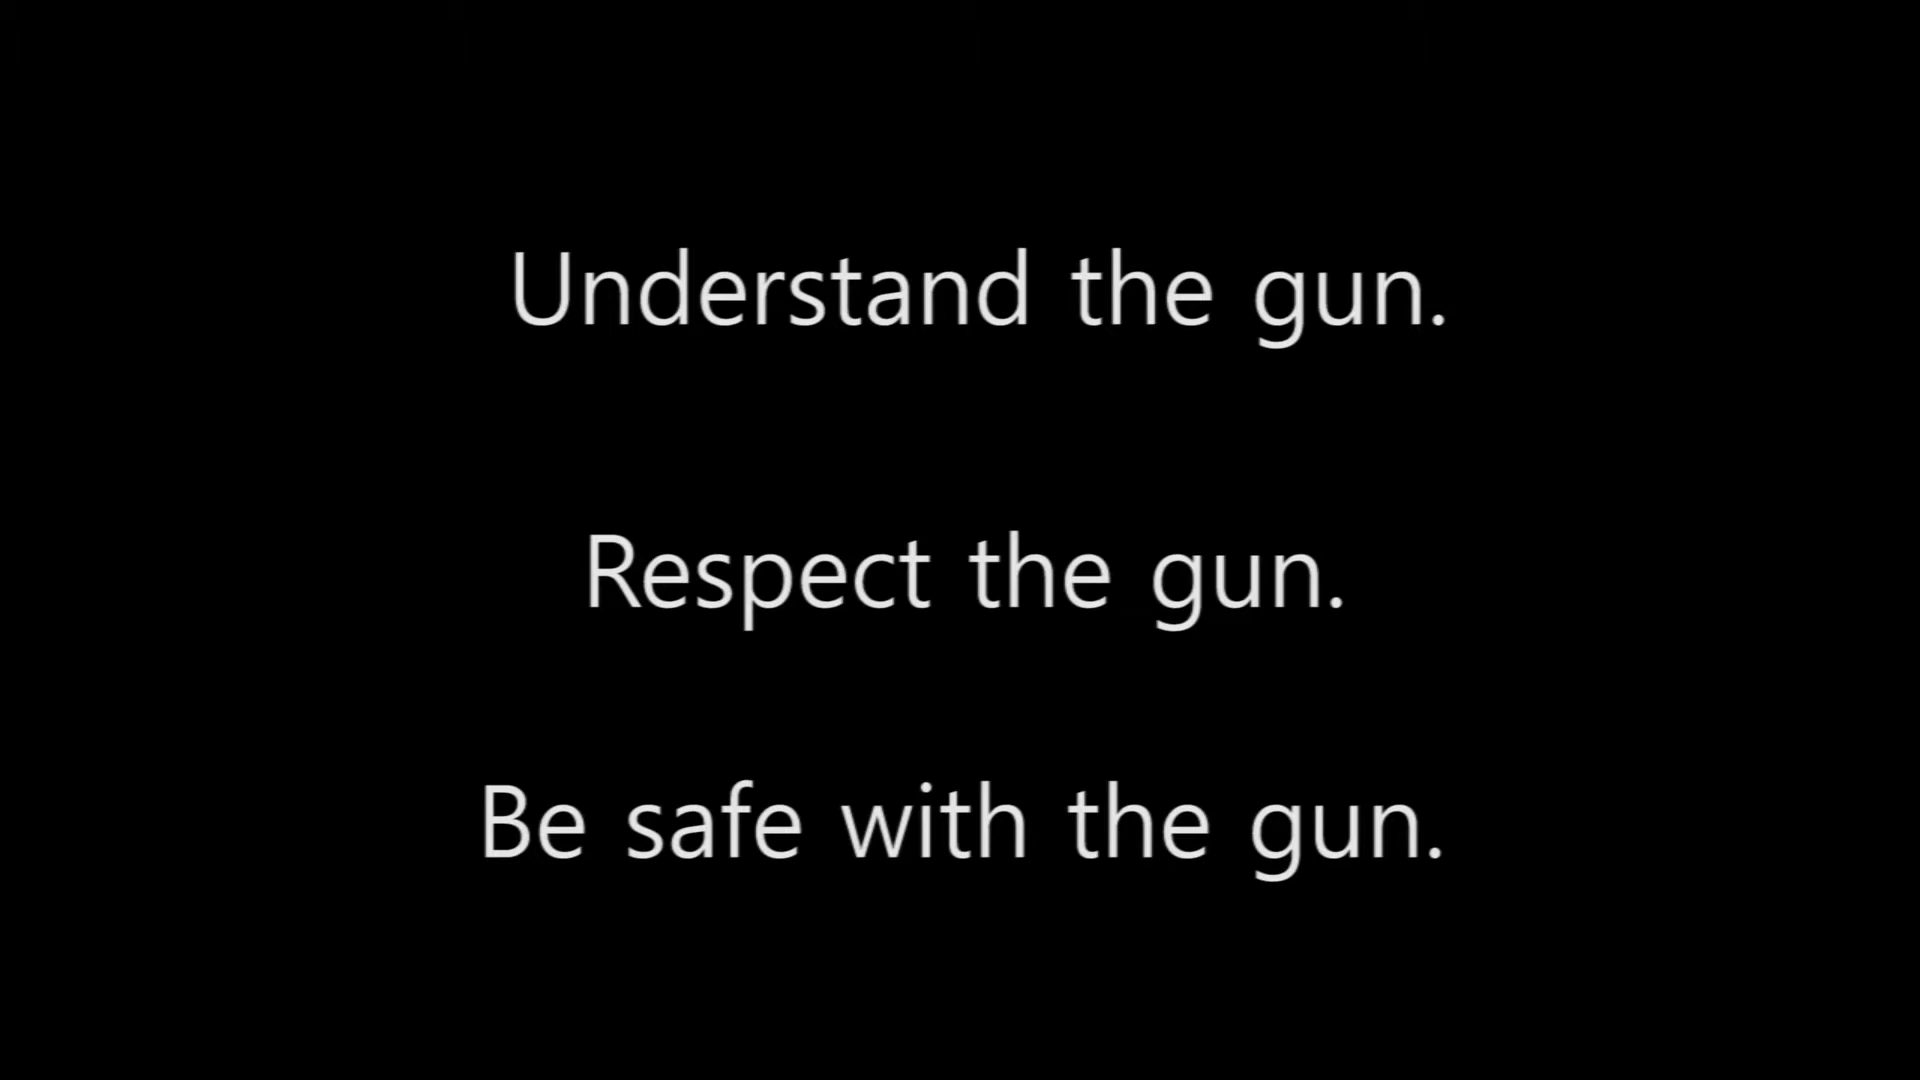 Understand the gun.
Respect the gun.
Be safe with the gun.